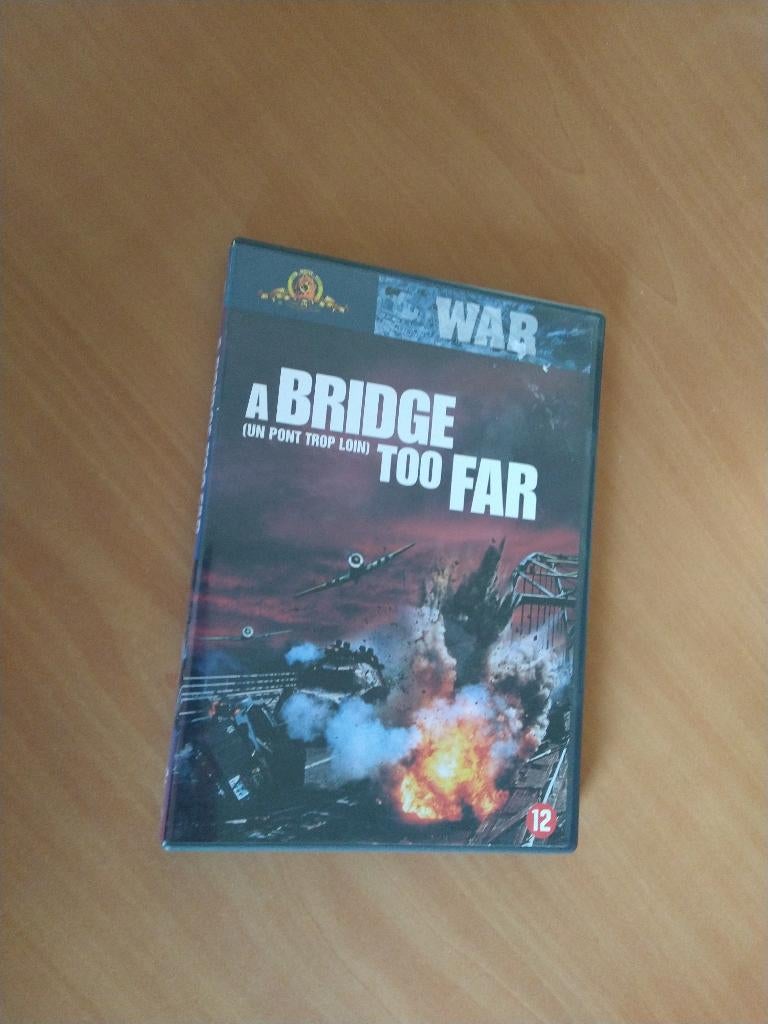 WAR
A BRIDGE
(UN PONT TROP LOIN)
TOO FAR
12